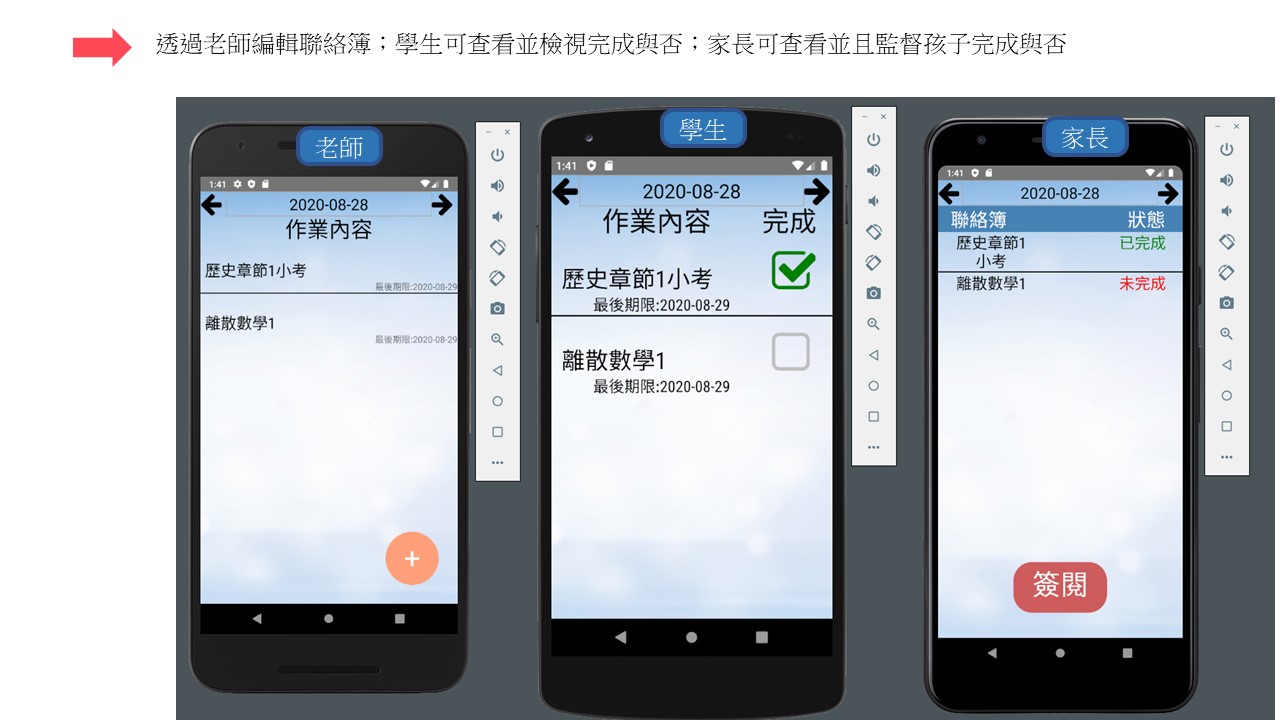 透過老師編輯聯絡簿；學生可查看並檢視完成與否；家長可查看並且監督孩子完成與否
老師
1:41
2020-08-28
作業內容
歷史章節1小考
最後期限:2020-08-29
離散數學1
最後期限:2020-08-29
+
學生
1:41
2020-08-28
作業內容 完成
歷史章節1小考
最後期限:2020-08-29
離散數學1
最後期限:2020-08-29
家長
1:41
2020-08-28
聯絡簿 狀態
歷史章節1 已完成
小考
離散數學1 未完成
簽閱